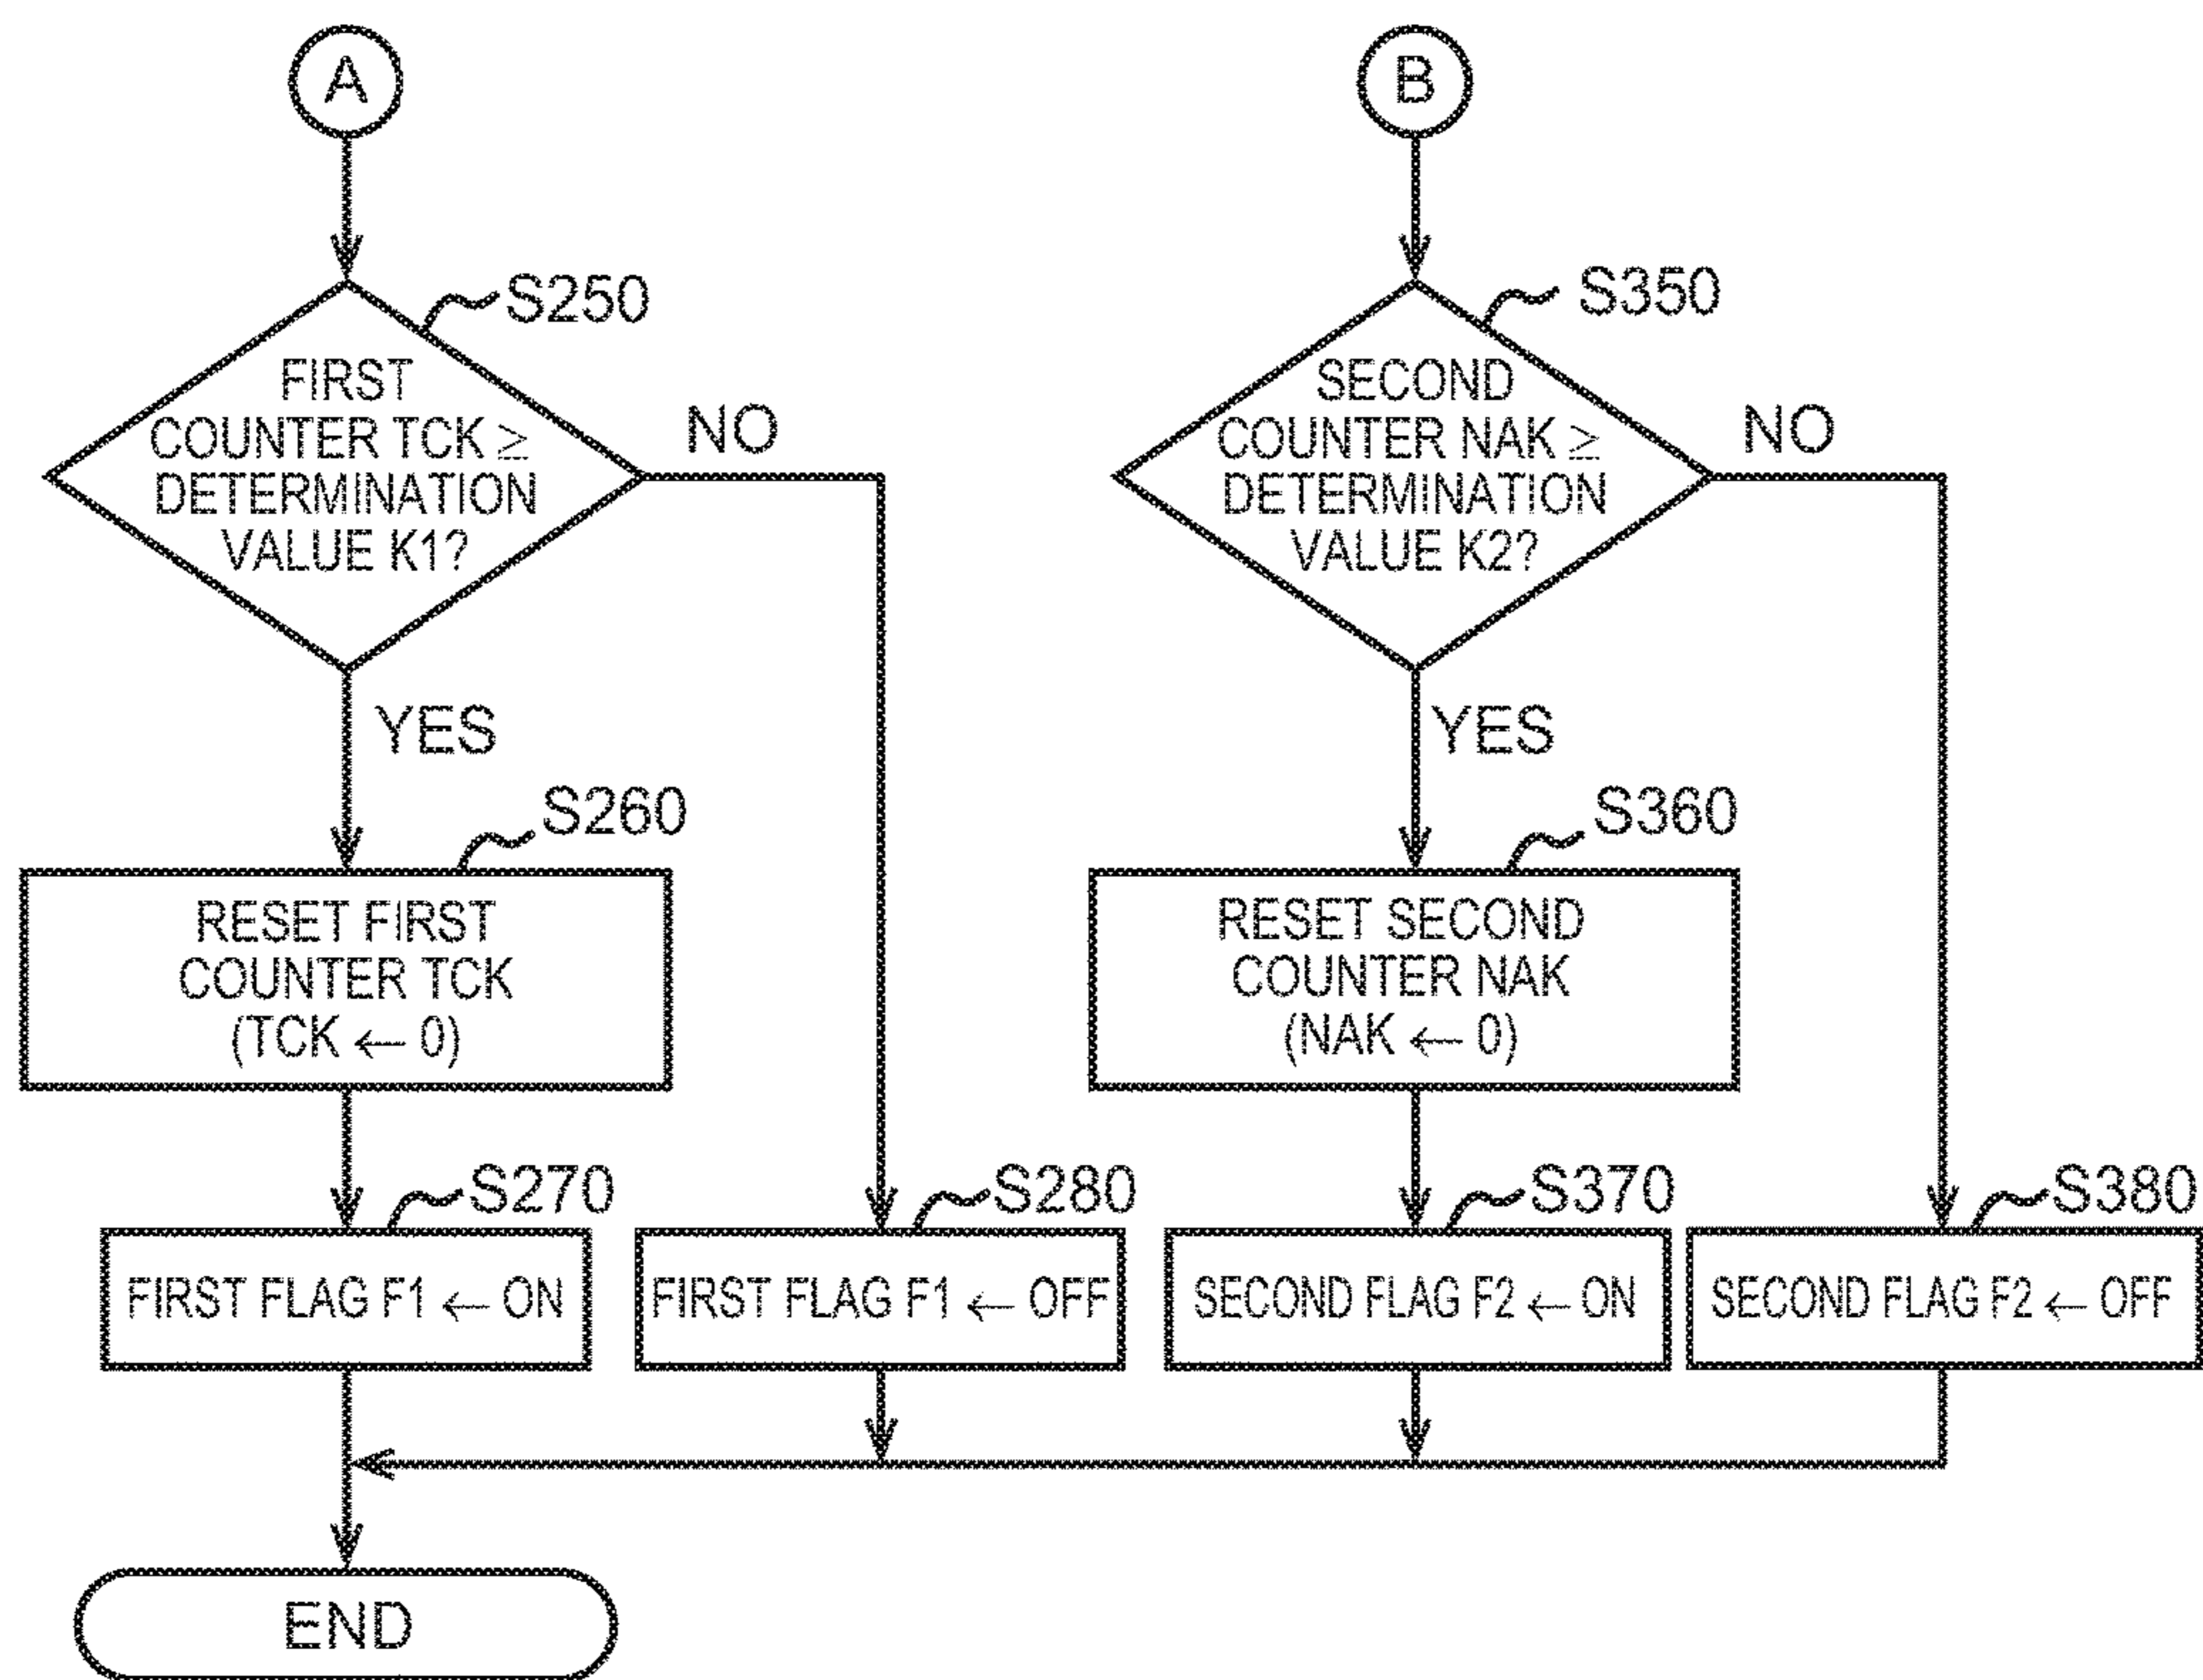 A
B
S250
FIRST
COUNTER TCK ≥
DETERMINATION
VALUE K1?
NO
YES
S350
SECOND
COUNTER NAK ≥
DETERMINATION
VALUE K2?
NO
YES
S260
RESET FIRST
COUNTER TCK
(TCK ← 0)
S360
RESET SECOND
COUNTER NAK
(NAK ← 0)
S270
FIRST FLAG F1 ← ON
S280
FIRST FLAG F1 ← OFF
S370
SECOND FLAG F2 ← ON
S380
SECOND FLAG F2 ← OFF
END